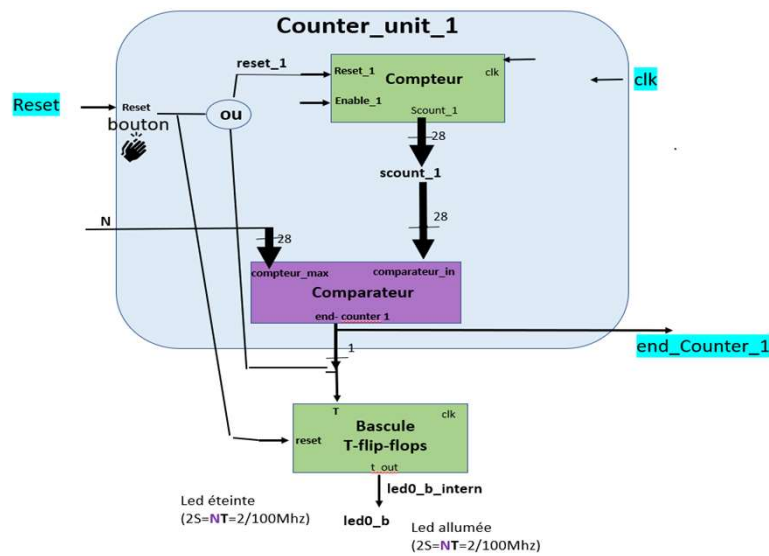 Counter_unit_1
reset_1
Reset_1
Compteur
clk
clk
Reset
Reset
bouton
ou
Enable_1
Scount_1
28
scount_1
N
28
28
compteur_max
comparateur_in
Comparateur
end- counter 1
1
end_Counter_1
T
clk
Bascule
T-flip-flops
reset
t_out
led0_b_intern
Led éteinte
(2S=NT=2/100Mhz)
led0_b
Led allumée
(2S=NT=2/100Mhz)